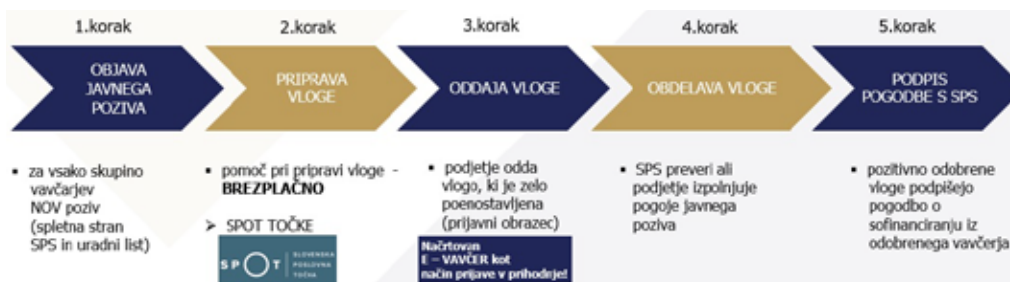 1.korak
OBJAVA
JAVNEGA
POZIVA
▪ za vsako skupino
vavčarjev
NOV poziv
(spletna stran
SPS in uradni list)
2.korak
PRIPRAVA
VLOGE
▪ pomoč pri pripravi vloge -
BREZPLAČNO
➢ SPOT TOČKE
SPOT
SLOVENSKA
POSLOVNA
TOČKA
3.korak
ODDAJA VLOGE
▪ podjetje odda
vlogo, ki je zelo
poenostavljena
(prijavni obrazec)
Načrtovan
E – VAVČER kot
način prijave v prihodnje!
4.korak
OBDELAVA VLOGE
▪ SPS preveri ali
podjetje izpolnjuje
pogoje javnega
poziva
5.korak
PODPIS
POGODBE S SPS
▪ pozitivno odobrene
vloge podpišejo
pogodbo o
sofinanciranju iz
odobrenega vavčerja